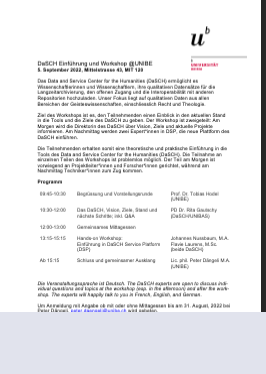 u
b
UNIVERSITÄT
BERN
DaSCH Einführung und Workshop @UNIBE
5. September 2022, Mittelstrasse 43, MIT 120
Das Data and Service Center for the Humanities (DaSCH) ermöglicht es
Wissenschaftlerinnen und Wissenschaftlern, ihre qualitativen Datensätze für die
Langzeitarchivierung, den offenen Zugang und die Interoperabilität mit anderen
Repositorien hochzuladen. Unser Fokus liegt auf qualitativen Daten aus allen
Bereichen der Geisteswissenschaften, einschliesslich Recht und Theologie.
Ziel des Workshops ist es, den Teilnehmenden einen Einblick in den aktuellen Stand
in die Tools und die Ziele des DaSCH zu geben. Der Workshop ist zweigeteilt: Am
Morgen wird die Direktorin des DaSCH über Vision, Ziele und aktuelle Projekte
informieren. Am Nachmittag werden zwei Expert*innen in DSP, die neue Plattform des
DaSCH einführen.
Die Teilnehmenden erhalten somit eine theoretische und praktische Einführung in die
Tools des Data and Service Center for the Humanities (DaSCH). Die Teilnahme an
einzelnen Teilen des Workshops ist problemlos möglich. Der Teil am Morgen ist
vorwiegend an Projektleiter*innen und Forscher*innen gerichtet, während am
Nachmittag Techniker*innen zum Zug kommen.
Programm
09:45-10:30 Begrüssung und Vorstellungsrunde Prof. Dr. Tobias Hodel
(UNIBE)
10:30-12:00 Das DaSCH, Vision, Ziele, Stand und PD Dr. Rita Gautschy
nächste Schritte; inkl. Q&A (DaSCH/UNIBAS)
12:00-13:00 Gemeinsames Mittagessen
13:15-15:15 Hands-on Workshop Johannes Nussbaum, M.A.
Einführung in DaSCH Service Platform Flavie Laurens, M.Sc.
(DSP) (beide DaSCH)
Ab 15:15 Schluss und gemeinsamer Ausklang Lic. phil. Peter Dängeli M.A.
(UNIBE)
Die Veranstaltungssprache ist Deutsch. The DaSCH experts are open to discuss indi-
vidual questions and topics at the workshop (esp. in the afternoon) and after the work-
shop. The experts will happily talk to you in French, English, and German.
Um Anmeldung mit Angabe ob mit oder ohne Mittagessen bis am 31. August, 2022 bei
Peter Dängeli, peter.daengeli@unibe.ch wird gebeten.